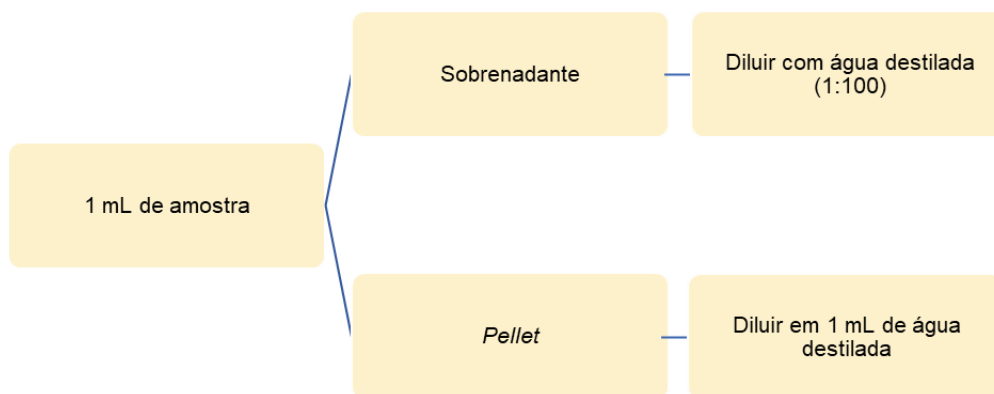 Sobrenadante
Diluir com água destilada
(1:100)
1 mL de amostra
Pellet
Diluir em 1 mL de água
destilada